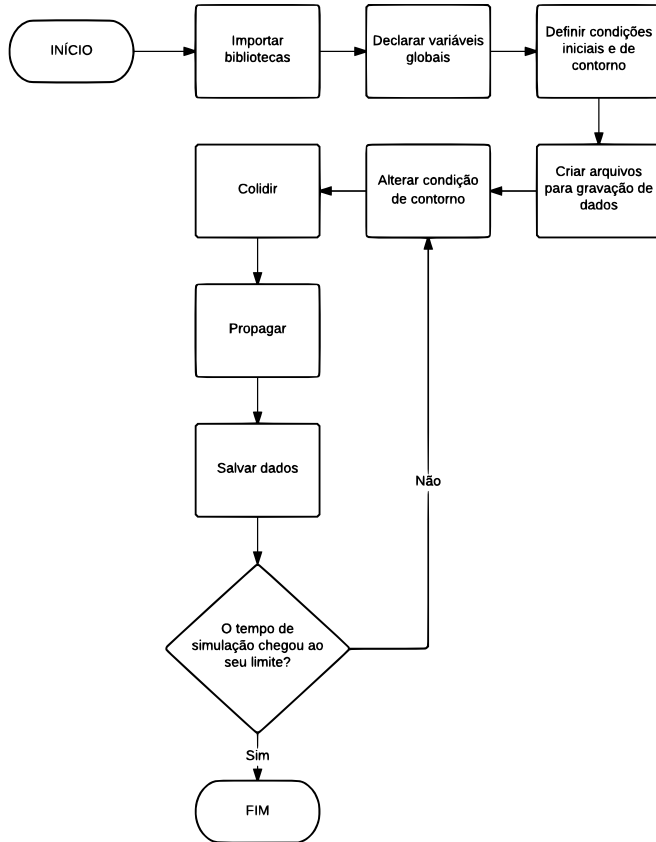 INÍCIO
Importar
bibliotecas
Declarar variáveis
globais
Definir condições
iniciais e de
contorno
Criar arquivos
para gravação de
dados
Alterar condição
de contorno
Colidir
Propagar
Salvar dados
O tempo de
simulação chegou ao
seu limite?
Não
Sim
FIM